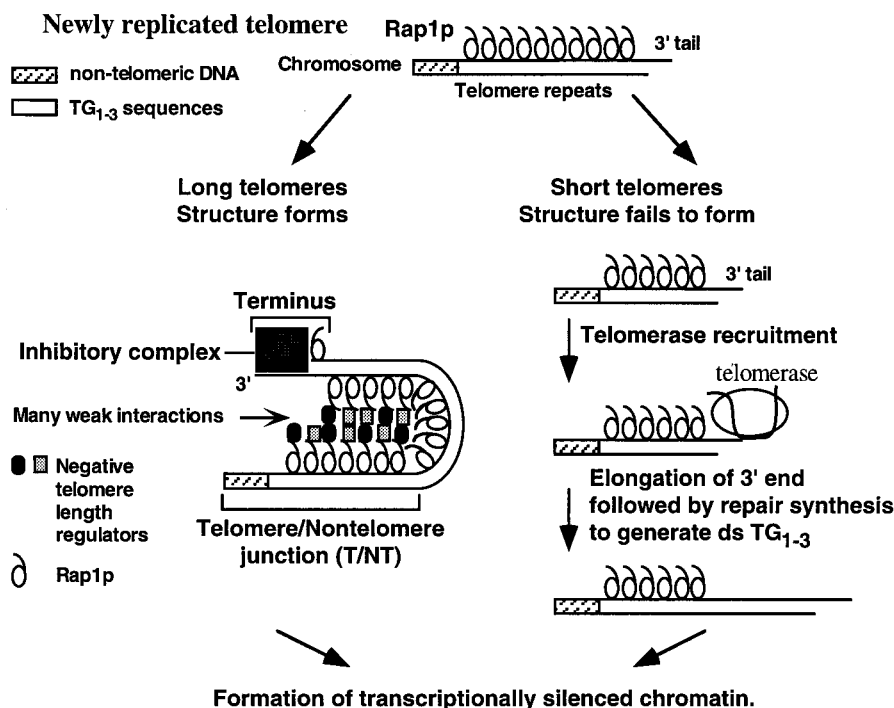 Newly replicated telomere
Rap1p
3' tail
Chromosome
non-telomeric DNA
Telomere repeats
TG1-3 sequences
Long telomeres
Structure forms
Short telomeres
Structure fails to form
3' tail
Terminus
Telomerase recruitment
Inhibitory complex
3'
telomerase
Many weak interactions
Negative
telomere
length
regulators
Elongation of 3' end
followed by repair synthesis
to generate ds TG1-3
Telomere/Nontelomere
junction (T/NT)
Rap1p
Formation of transcriptionally silenced chromatin.